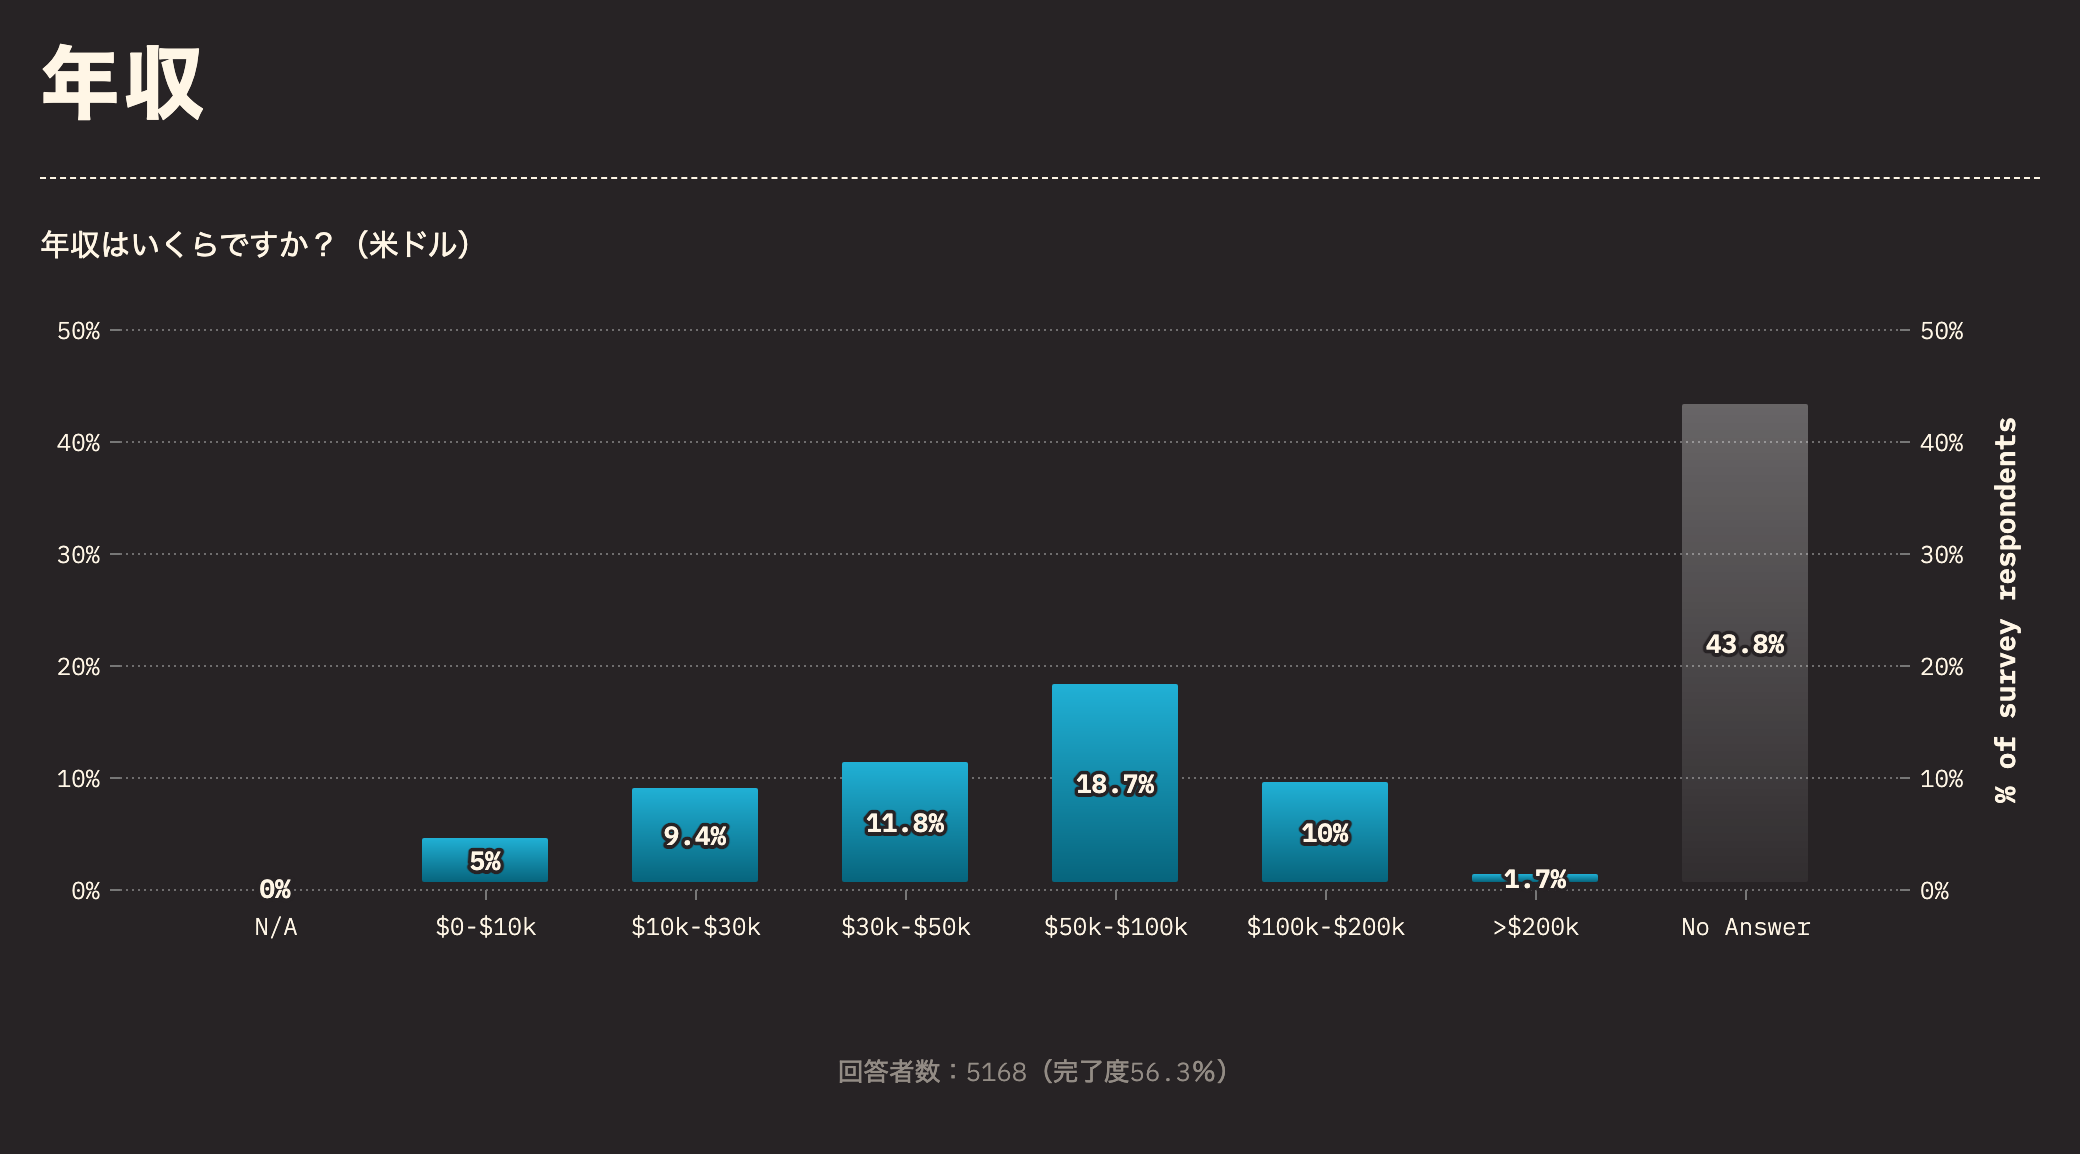 年収
年収はいくらですか？（米ドル）
50% 50%
40% 40%
30% 30%
20% 20%
10% 10%
0% 0%
% of survey respondents
0%
5%
9.4%
11.8%
18.7%
10%
1.7%
43.8%
N/A $0-$10k $10k-$30k $30k-$50k $50k-$100k $100k-$200k >$200k No Answer
回答者数：5168（完了度56.3%）